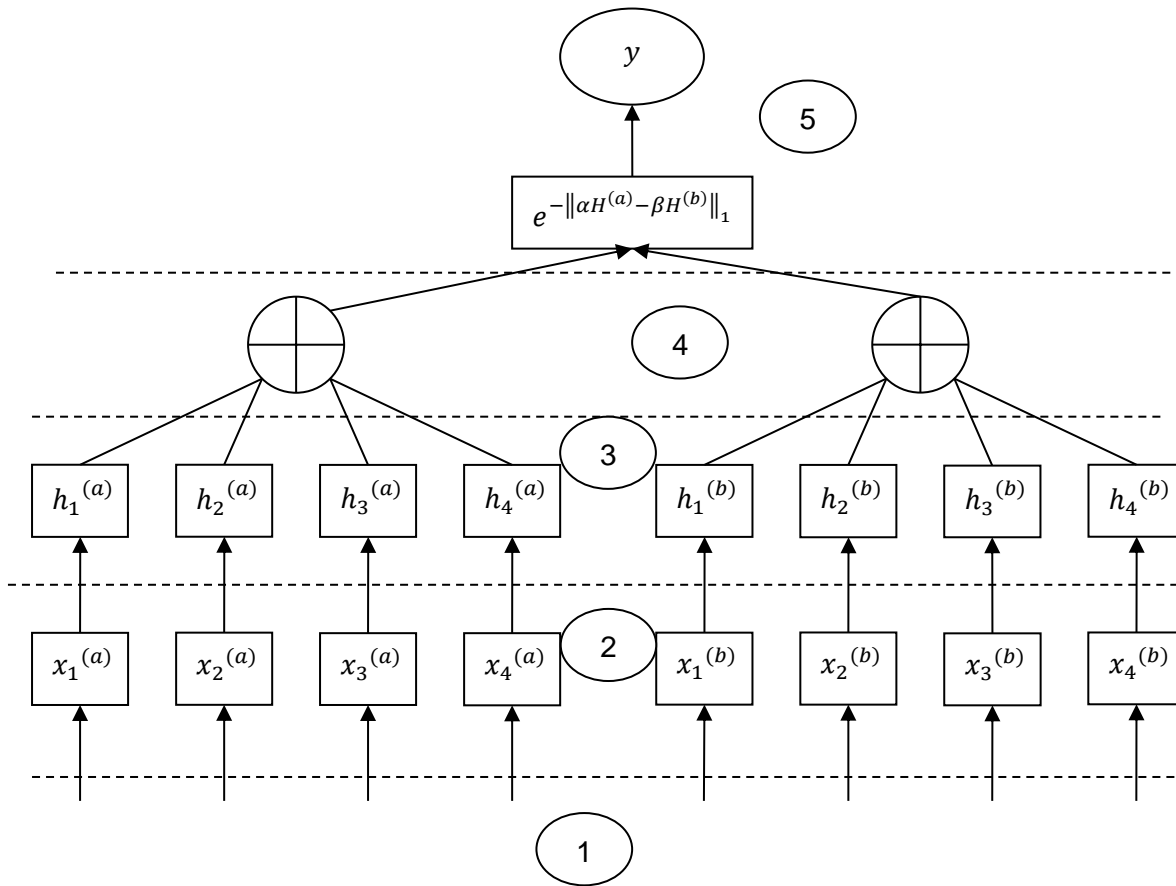 y
5
e^{-‖αH^{(a)}−βH^{(b)}‖_1}
4
3
h_1^{(a)} h_2^{(a)} h_3^{(a)} h_4^{(a)} h_1^{(b)} h_2^{(b)} h_3^{(b)} h_4^{(b)}
2
x_1^{(a)} x_2^{(a)} x_3^{(a)} x_4^{(a)} x_1^{(b)} x_2^{(b)} x_3^{(b)} x_4^{(b)}
1